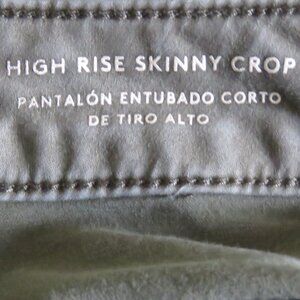 HIGH RISE SKINNY CROP
PANTALÓN ENTUBADO CORTO
DE TIRO ALTO